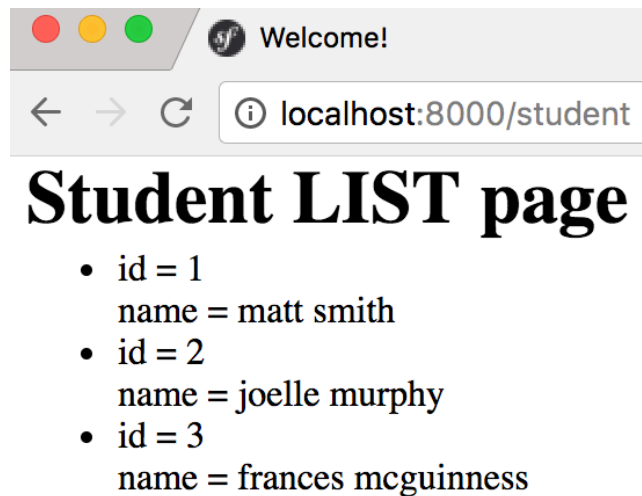 sf Welcome!
localhost:8000/student
Student LIST page
• id = 1
name = matt smith
• id = 2
name = joelle murphy
• id = 3
name = frances mcguinness